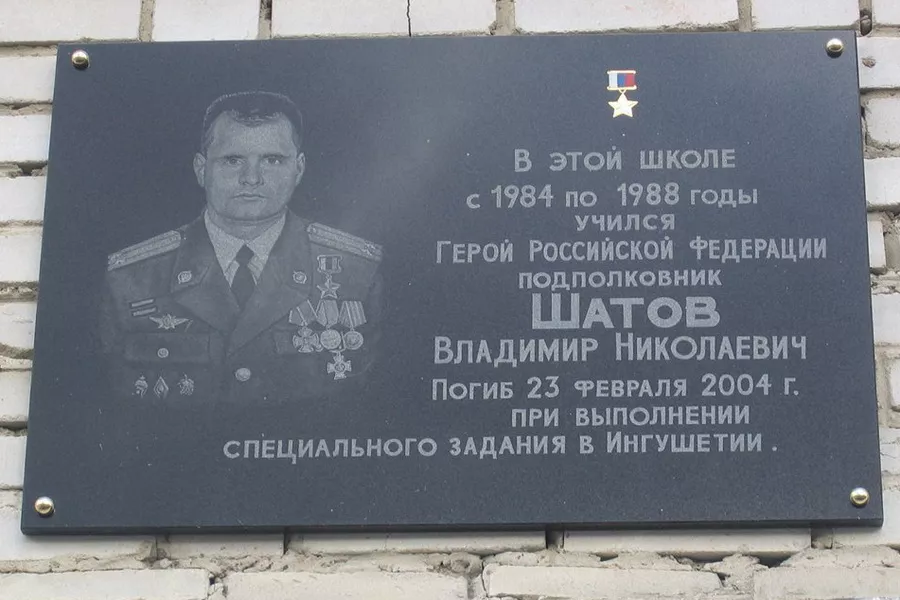 В этой школе
с 1984 по 1988 годы
учился
Герой Российской Федерации
подполковник
Шатов
Владимир Николаевич
Погиб 23 февраля 2004 г.
при выполнении
специального задания в Ингушетии.